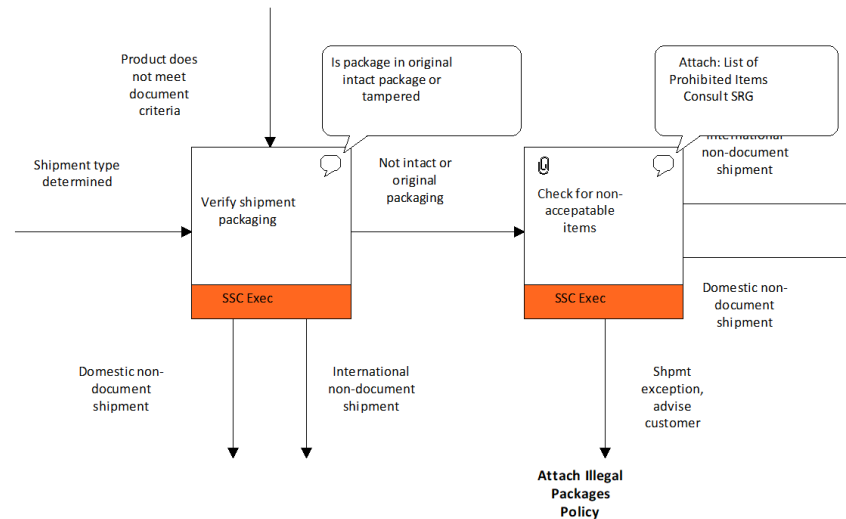 Product does
not meet
document
criteria
Is package in original
intact package or
tampered
Attach: List of
Prohibited Items
Consult SRG
Shipment type
determined
Verify shipment
packaging
SSC Exec
Not intact or
original
packaging
Check for non-
accepatable
items
SSC Exec
International
non-document
shipment
Domestic non-
document
shipment
Domestic non-
document
shipment
International
non-document
shipment
Shpmt
exception,
advise
customer
Attach Illegal
Packages
Policy